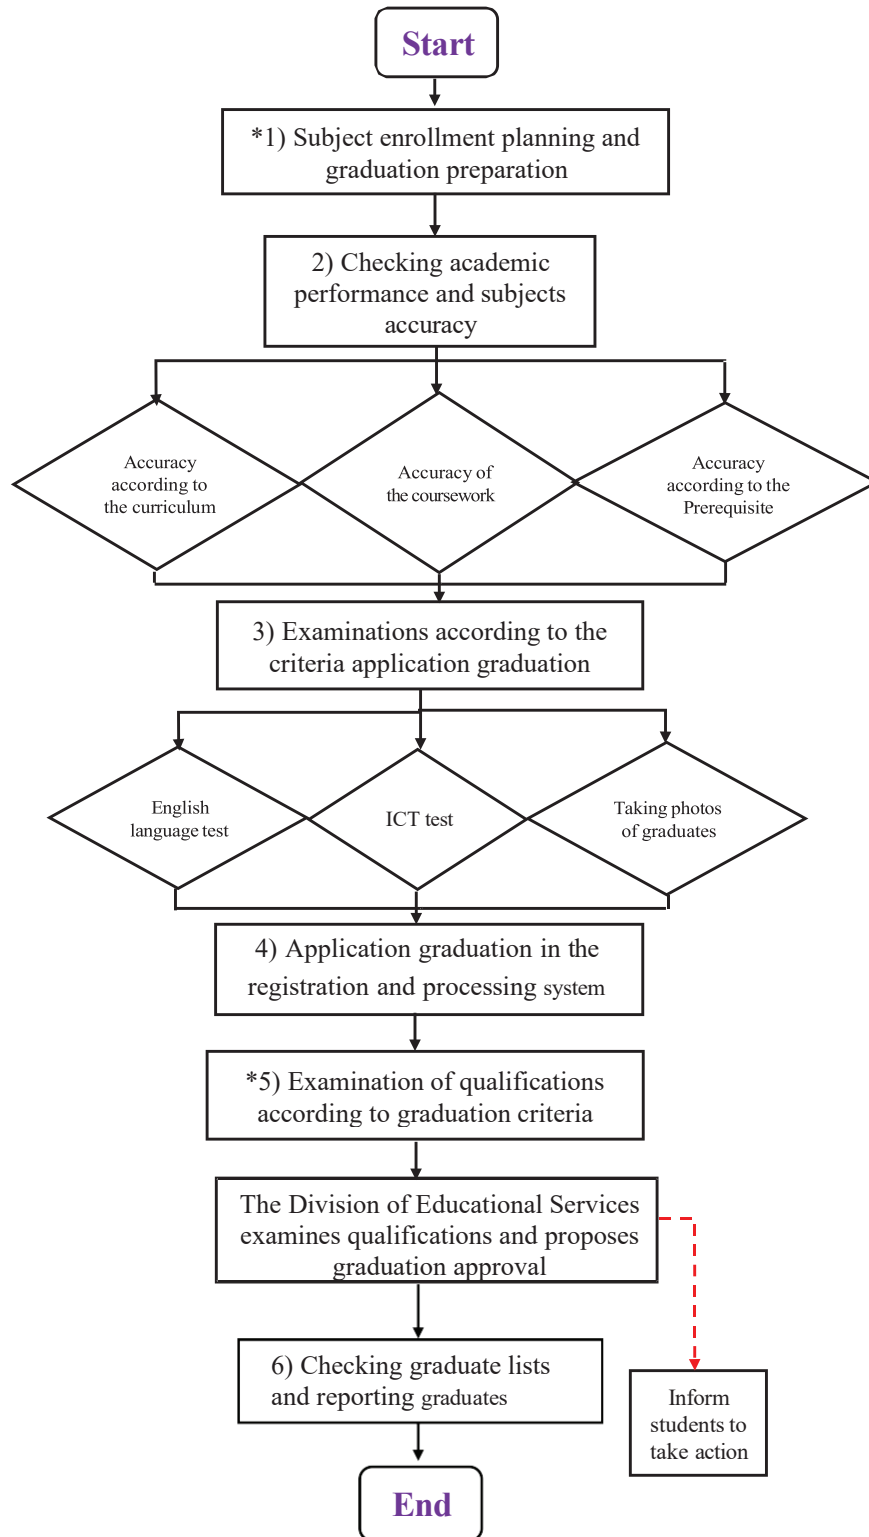 Start
*1) Subject enrollment planning and
graduation preparation
2) Checking academic
performance and subjects
accuracy
Accuracy
according to
the curriculum
Accuracy of
the coursework
Accuracy
according to the
Prerequisite
3) Examinations according to the
criteria application graduation
English
language test
ICT test
Taking photos
of graduates
4) Application graduation in the
registration and processing system
*5) Examination of qualifications
according to graduation criteria
The Division of Educational Services
examines qualifications and proposes
graduation approval
6) Checking graduate lists
and reporting graduates
Inform
students to
take action
End